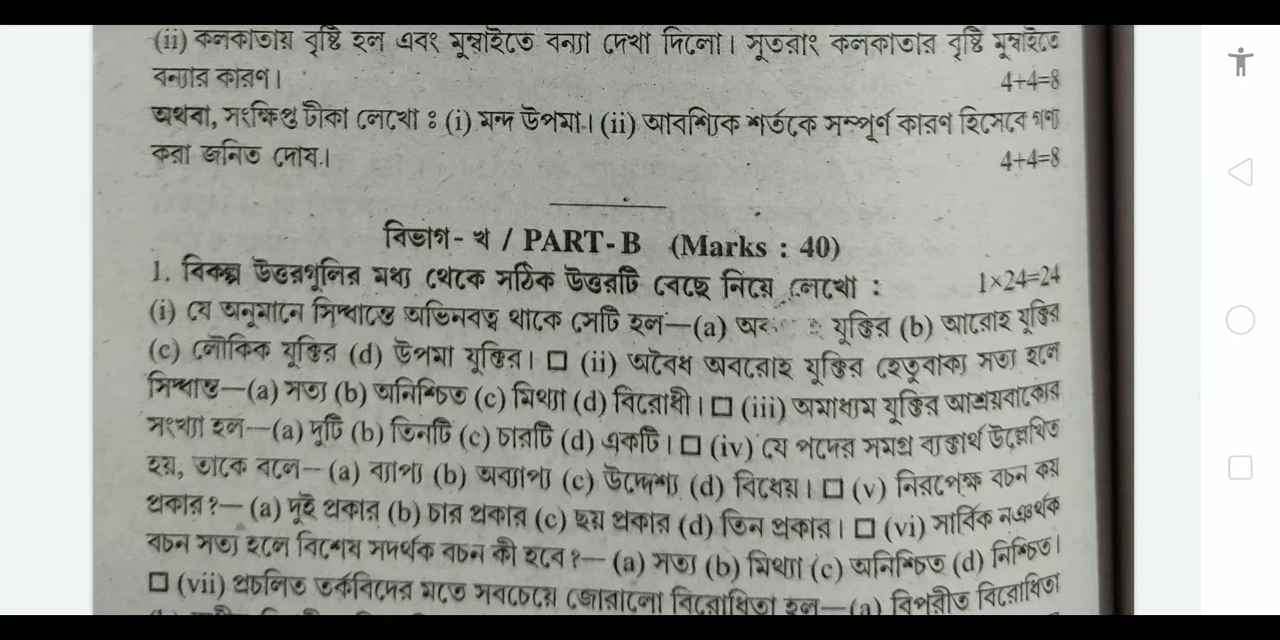 (ii) কলকাতায় বৃষ্টি হল এবং মুম্বাইতে বন্যা দেখা দিলো। সুতরাং কলকাতার বৃষ্টি মুম্বাইতে
বন্যার কারণ। 4+4=8
অথবা, সংক্ষিপ্ত টীকা লেখো : (i) মন্দ উপমা। (ii) আবশ্যিক শর্তকে সম্পূর্ণ কারণ হিসেবে গণ্য
করা জনিত দোষ। 4+4=8
বিভাগ - খ / PART - B (Marks : 40)
1. বিকল্প উত্তরগুলির মধ্য থেকে সঠিক উত্তরটি বেছে নিয়ে লেখো : 1×24=24
(i) যে অনুমানে সিদ্ধান্তে অভিনবত্ব থাকে সেটি হল—(a) যুক্তির (b) আরোহ যুক্তির
(c) লৌকিক যুক্তির (d) উপমা যুক্তির। □ (ii) অবৈধ অবরোহ যুক্তির হেতুবাক্য সত্য হলে
সিদ্ধান্ত—(a) সত্য (b) অনিশ্চিত (c) মিথ্যা (d) বিরোধী। □ (iii) অমাধ্যম যুক্তির আশ্রয়বাক্যের
সংখ্যা হল—(a) দুটি (b) তিনটি (c) চারটি (d) একটি। □ (iv) যে পদের সমগ্র ব্যক্তার্থ উল্লেখিত
হয়, তাকে বলে— (a) ব্যাপ্য (b) অব্যাপ্য (c) উদ্দেশ্য (d) বিধেয়। □ (v) নিরপেক্ষ বচন কয়
প্রকার?— (a) দুই প্রকার (b) চার প্রকার (c) ছয় প্রকার (d) তিন প্রকার। □ (vi) সার্বিক নঞর্থক
বচন সত্য হলে বিশেষ সদর্থক বচন কী হবে?— (a) সত্য (b) মিথ্যা (c) অনিশ্চিত (d) নিশ্চিত।
□ (vii) প্রচলিত তর্কবিদের মতে সবচেয়ে জোরালো বিরোধিতা হল—(a) বিপরীত বিরোধিতা